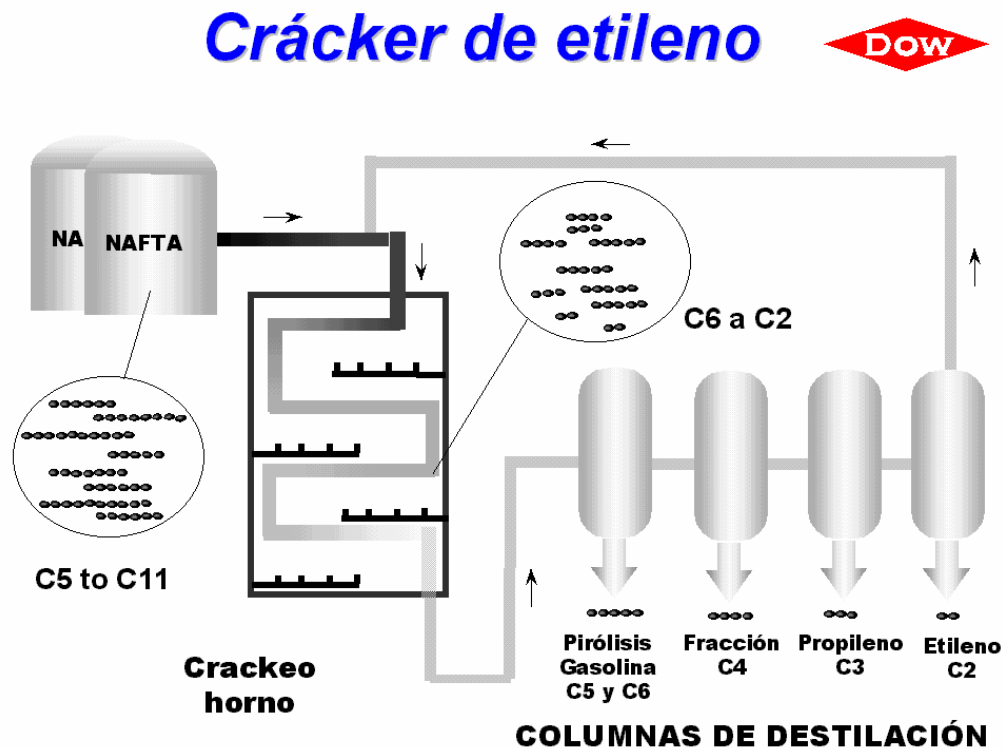 Crácker de etileno
Dow
NA
NAFTA
C6 a C2
C5 to C11
Crackeo
horno
Pirólisis
Gasolina
C5 y C6
Fracción
C4
Propileno
C3
Etileno
C2
COLUMNAS DE DESTILACIÓN